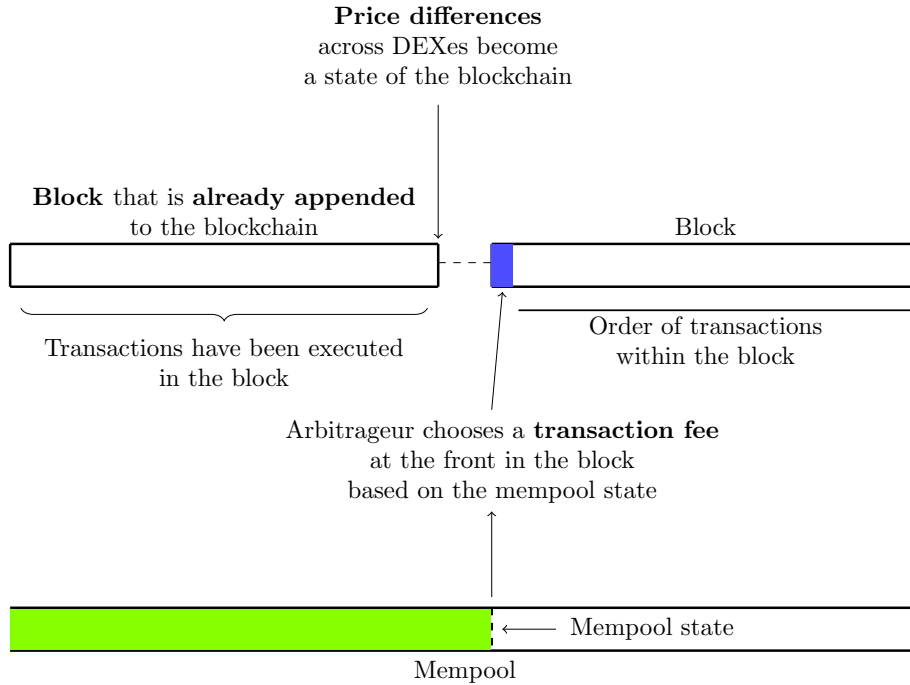 Price differences
across DEXes become
a state of the blockchain
Block that is already appended
to the blockchain
Block
Transactions have been executed
in the block
Order of transactions
within the block
Arbitrageur chooses a transaction fee
at the front in the block
based on the mempool state
Mempool state
Mempool